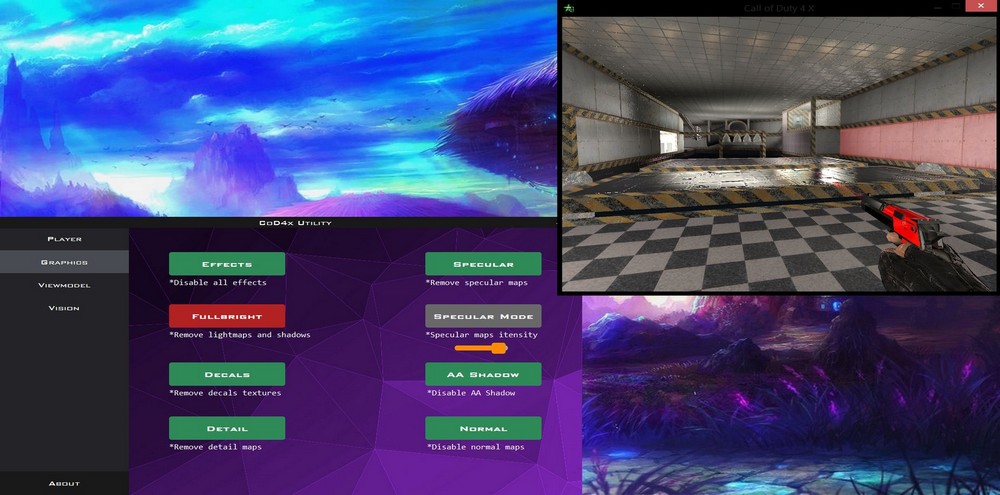 Call of Duty 4 X
CoD4x Utility
Player
Graphics
Viewmodel
Vision
About
Effects
*Disable all effects
Fullbright
*Remove lightmaps and shadows
Decals
*Remove decals textures
Detail
*Remove detail maps
Specular
*Remove specular maps
Specular Mode
*Specular maps itensity
AA Shadow
*Disable AA Shadow
Normal
*Disable normal maps